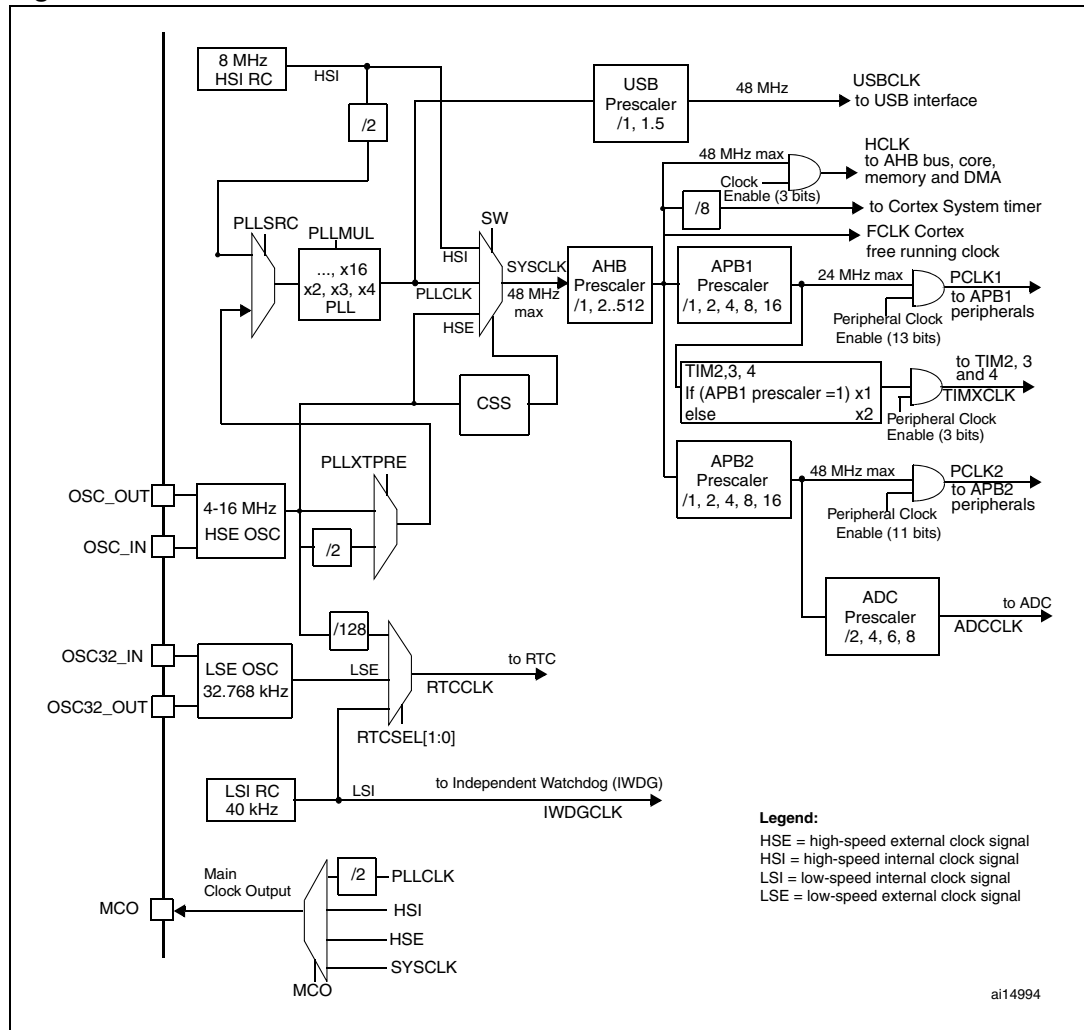 8 MHz
HSI RC
HSI
/2
USB
Prescaler
/1, 1.5
48 MHz
USBCLK
to USB interface
48 MHz max
HCLK
to AHB bus, core,
memory and DMA
Clock
Enable (3 bits)
/8
to Cortex System timer
FCLK Cortex
free running clock
PLLSRC
PLLMUL
..., x16
x2, x3, x4
PLL
SW
HSI
PLLCLK
HSE
SYSCLK
48 MHz
max
AHB
Prescaler
/1, 2..512
APB1
Prescaler
/1, 2, 4, 8, 16
24 MHz max
PCLK1
to APB1
peripherals
Peripheral Clock
Enable (13 bits)
TIM2,3, 4
If (APB1 prescaler =1) x1
else x2
to TIM2, 3
and 4
TIMXCLK
Peripheral Clock
Enable (3 bits)
CSS
APB2
Prescaler
/1, 2, 4, 8, 16
48 MHz max
PCLK2
to APB2
peripherals
Peripheral Clock
Enable (11 bits)
ADC
Prescaler
/2, 4, 6, 8
to ADC
ADCCLK
PLLXTPRE
OSC_OUT
OSC_IN
4-16 MHz
HSE OSC
/2
/128
OSC32_IN
OSC32_OUT
LSE OSC
32.768 kHz
LSE
to RTC
RTCCLK
RTCSEL[1:0]
LSI RC
40 kHz
LSI
to Independent Watchdog (IWDG)
IWDGCLK
Main
Clock Output
MCO
/2
PLLCLK
HSI
HSE
SYSCLK
MCO
Legend:
HSE = high-speed external clock signal
HSI = high-speed internal clock signal
LSI = low-speed internal clock signal
LSE = low-speed external clock signal
ai14994